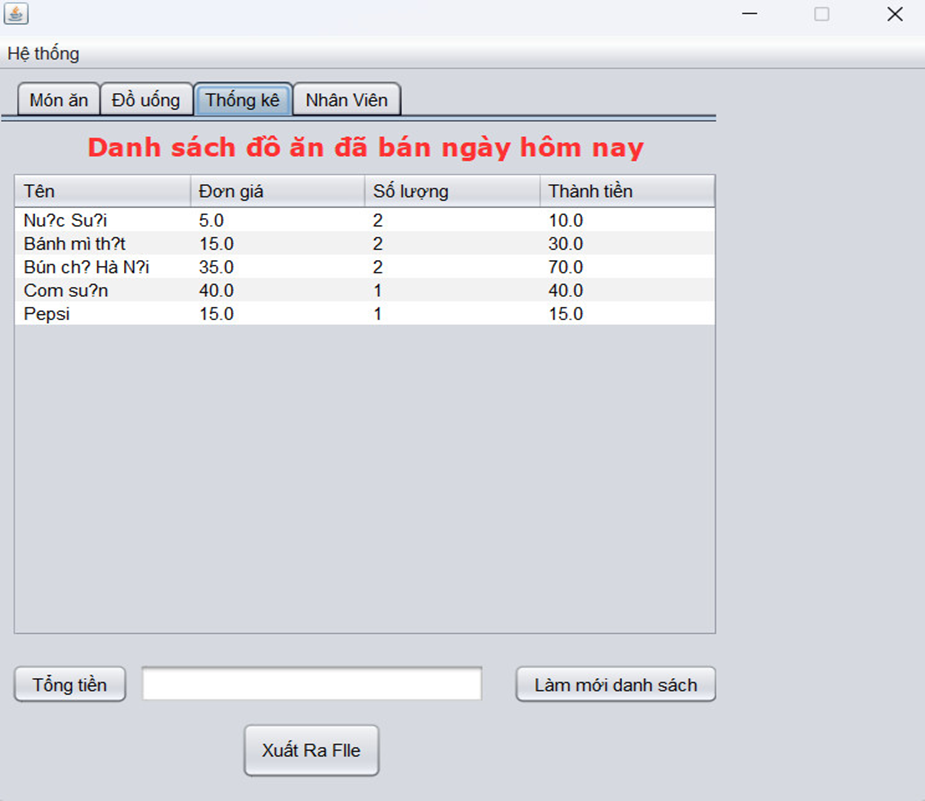 Hệ thống
Món ăn Đồ uống Thống kê Nhân Viên
Danh sách đồ ăn đã bán ngày hôm nay
Tên Đơn giá Số lượng Thành tiền
Nu?c Su?i 5.0 2 10.0
Bánh mì th?t 15.0 2 30.0
Bún ch? Hà N?i 35.0 2 70.0
Com su?n 40.0 1 40.0
Pepsi 15.0 1 15.0
Tổng tiền Làm mới danh sách
Xuất Ra FIle